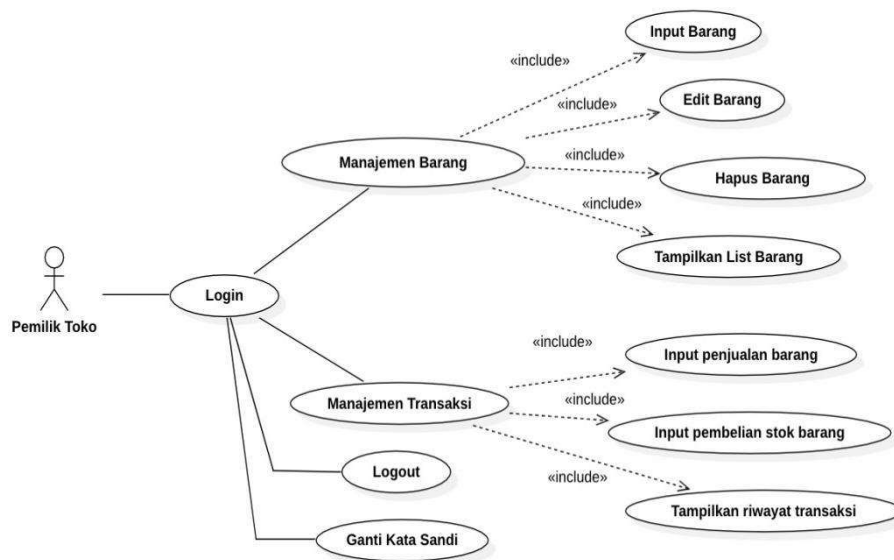 Input Barang
«include»
Edit Barang
«include»
Manajemen Barang
«include»
Hapus Barang
«include»
Tampilkan List Barang
Login
Pemilik Toko
«include»
Input penjualan barang
Manajemen Transaksi
«include»
Input pembelian stok barang
Logout
«include»
Tampilkan riwayat transaksi
Ganti Kata Sandi